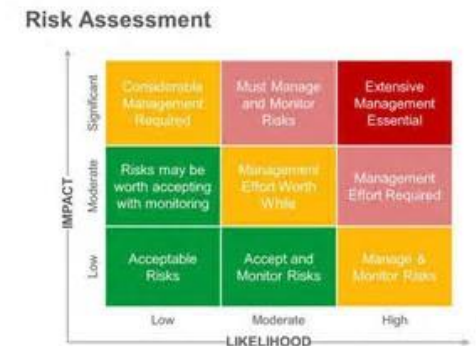 Risk Assessment
IMPACT
Significant
Considerable
Management
Required
Must Manage
and Monitor
Risks
Extensive
Management
Essential
Moderate
Risks may be
worth accepting
with monitoring
Management
Effort Worth
While
Management
Effort Required
Low
Acceptable
Risks
Accept and
Monitor Risks
Manage &
Monitor Risks
Low
Moderate
High
LIKELIHOOD